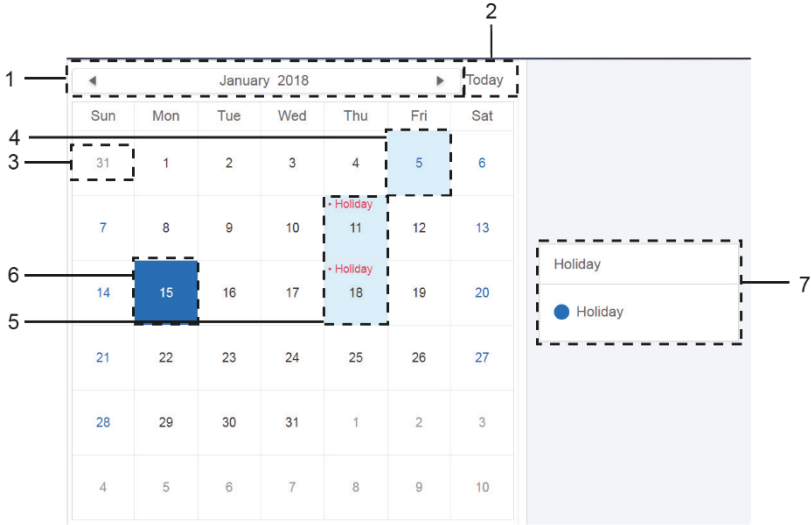 2
1
◀ January 2018 ▶ Today
Sun Mon Tue Wed Thu Fri Sat
4
3
31 1 2 3 4 5 6
• Holiday
7 8 9 10 11 12 13
6
• Holiday
14 15 16 17 18 19 20
5
21 22 23 24 25 26 27
28 29 30 31 1 2 3
4 5 6 7 8 9 10
Holiday
7
Holiday